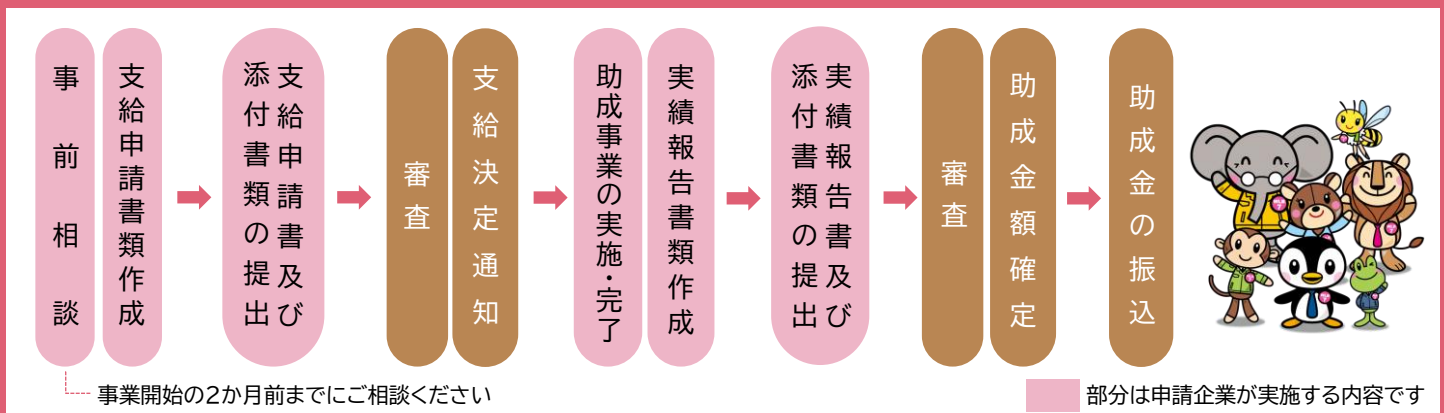 事前相談
支給申請書類作成
支給申請書及び
添付書類の提出
審査
支給決定通知
助成事業の実施・完了
実績報告書類作成
実績報告書及び
添付書類の提出
審査
助成金額確定
助成金の振込
事業開始の2か月前までにご相談ください
部分は申請企業が実施する内容です